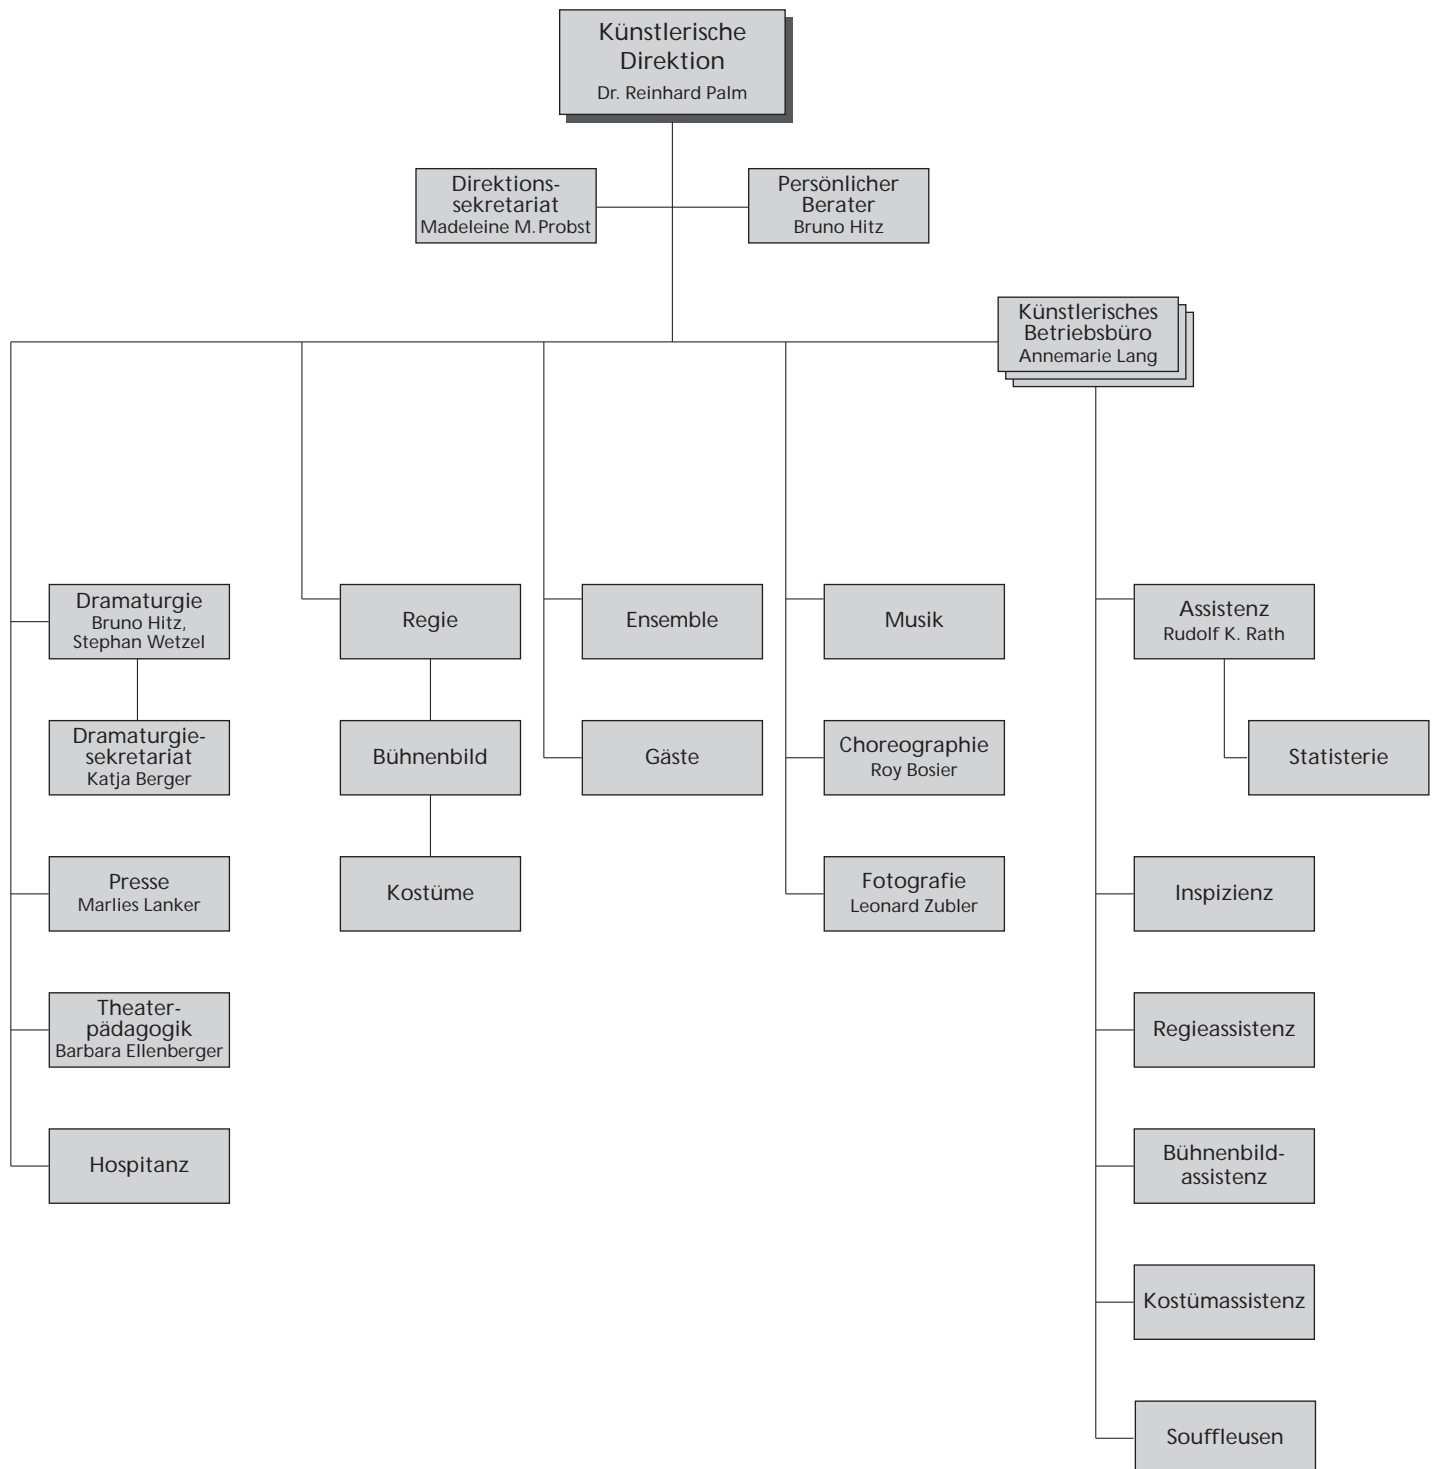 Künstlerische
Direktion
Dr. Reinhard Palm
Direktions-
sekretariat
Madeleine M. Probst
Persönlicher
Berater
Bruno Hitz
Künstlerisches
Betriebsbüro
Annemarie Lang
Dramaturgie
Bruno Hitz,
Stephan Wetzel
Regie
Ensemble
Musik
Assistenz
Rudolf K. Rath
Dramaturgie-
sekretariat
Katja Berger
Bühnenbild
Gäste
Choreographie
Roy Bosier
Statisterie
Presse
Marlies Lanker
Kostüme
Fotografie
Leonard Zubler
Inspizienz
Theater-
pädagogik
Barbara Ellenberger
Regieassistenz
Hospitanz
Bühnenbild-
assistenz
Kostümassistenz
Souffleusen